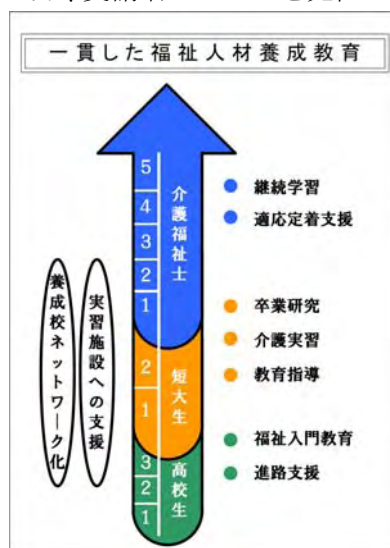 一貫した福祉人材養成教育
5
4
3
2
1
介護福祉士
継続学習
適応定着支援
養成校ネットワーク化
実習施設への支援
2
1
短大生
卒業研究
介護実習
教育指導
3
2
1
高校生
福祉入門教育
進路支援